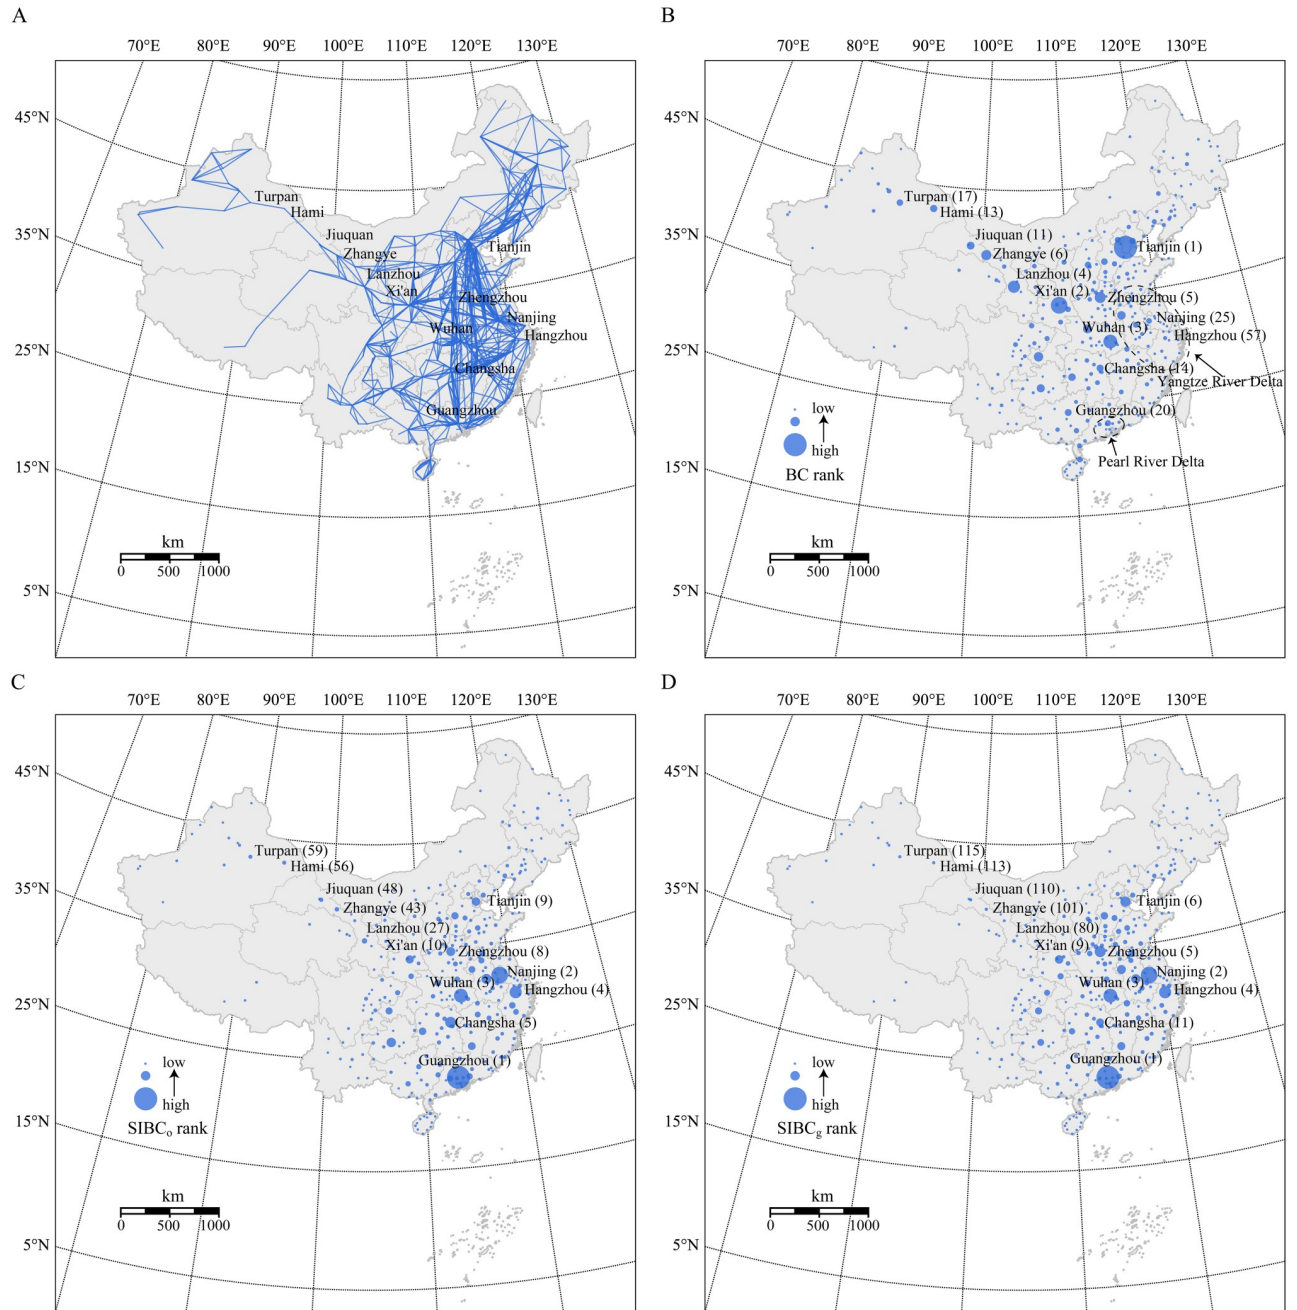 A
70°E 80°E 90°E 100°E 110°E 120°E 130°E
45°N
35°N
25°N
15°N
5°N
Turpan
Hami
Jiuquan
Zhangye
Tianjin
Lanzhou
Xi'an
Zhengzhou
Nanjing
Wuhan
Hangzhou
Changsha
Guangzhou
km
0 500 1000
B
70°E 80°E 90°E 100°E 110°E 120°E 130°E
45°N
35°N
25°N
15°N
5°N
Turpan (17)
Hami (13)
Jiuquan (11)
Tianjin (1)
Zhangye (6)
Lanzhou (4)
Xi'an (2)
Zhengzhou (5)
Nanjing (25)
Wuhan (3)
Hangzhou (57)
Changsha (14)
Yangtze River Delta
Guangzhou (20)
Pearl River Delta
low
high
BC rank
km
0 500 1000
C
70°E 80°E 90°E 100°E 110°E 120°E 130°E
45°N
35°N
25°N
15°N
5°N
Turpan (59)
Hami (56)
Jiuquan (48)
Tianjin (9)
Zhangye (43)
Lanzhou (27)
Xi'an (10)
Zhengzhou (8)
Nanjing (2)
Wuhan (3)
Hangzhou (4)
Changsha (5)
Guangzhou (1)
low
high
SIBCo rank
km
0 500 1000
D
70°E 80°E 90°E 100°E 110°E 120°E 130°E
45°N
35°N
25°N
15°N
5°N
Turpan (115)
Hami (113)
Jiuquan (110)
Tianjin (6)
Zhangye (101)
Lanzhou (80)
Xi'an (9)
Zhengzhou (5)
Nanjing (2)
Wuhan (3)
Hangzhou (4)
Changsha (11)
Guangzhou (1)
low
high
SIBCg rank
km
0 500 1000